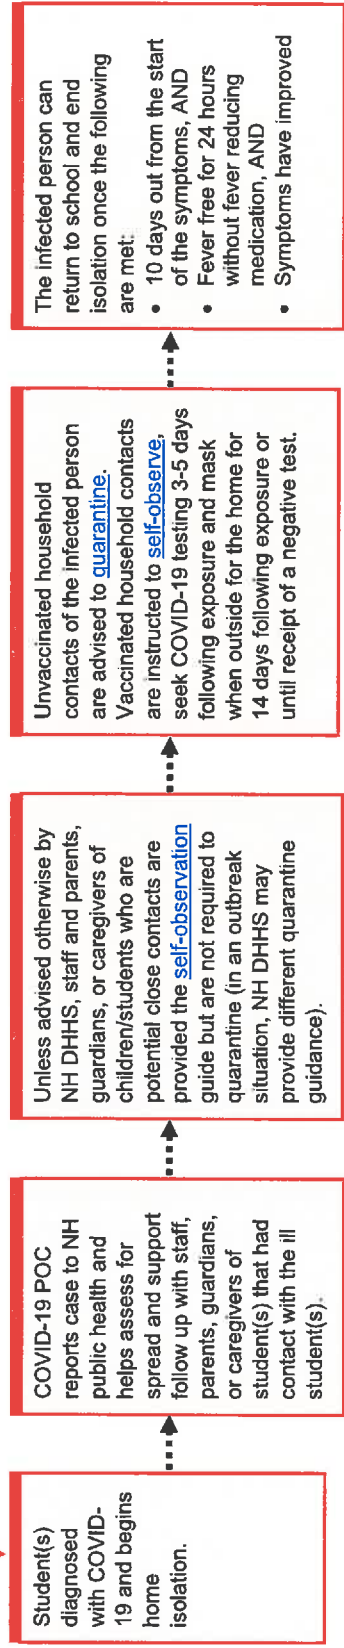 Student(s)
diagnosed
with COVID-
19 and begins
home
isolation.
COVID-19 POC
reports case to NH
public health and
helps assess for
spread and support
follow up with staff,
parents, guardians,
or caregivers of
student(s) that had
contact with the ill
student(s).
Unless advised otherwise by
NH DHHS, staff and parents,
guardians, or caregivers of
children/students who are
potential close contacts are
provided the self-observation
guide but are not required to
quarantine (in an outbreak
situation, NH DHHS may
provide different quarantine
guidance).
Unvaccinated household
contacts of the infected person
are advised to quarantine.
Vaccinated household contacts
are instructed to self-observe,
seek COVID-19 testing 3-5 days
following exposure and mask
when outside for the home for
14 days following exposure or
until receipt of a negative test.
The infected person can
return to school and end
isolation once the following
are met:
• 10 days out from the start
of the symptoms, AND
• Fever free for 24 hours
without fever reducing
medication, AND
• Symptoms have improved